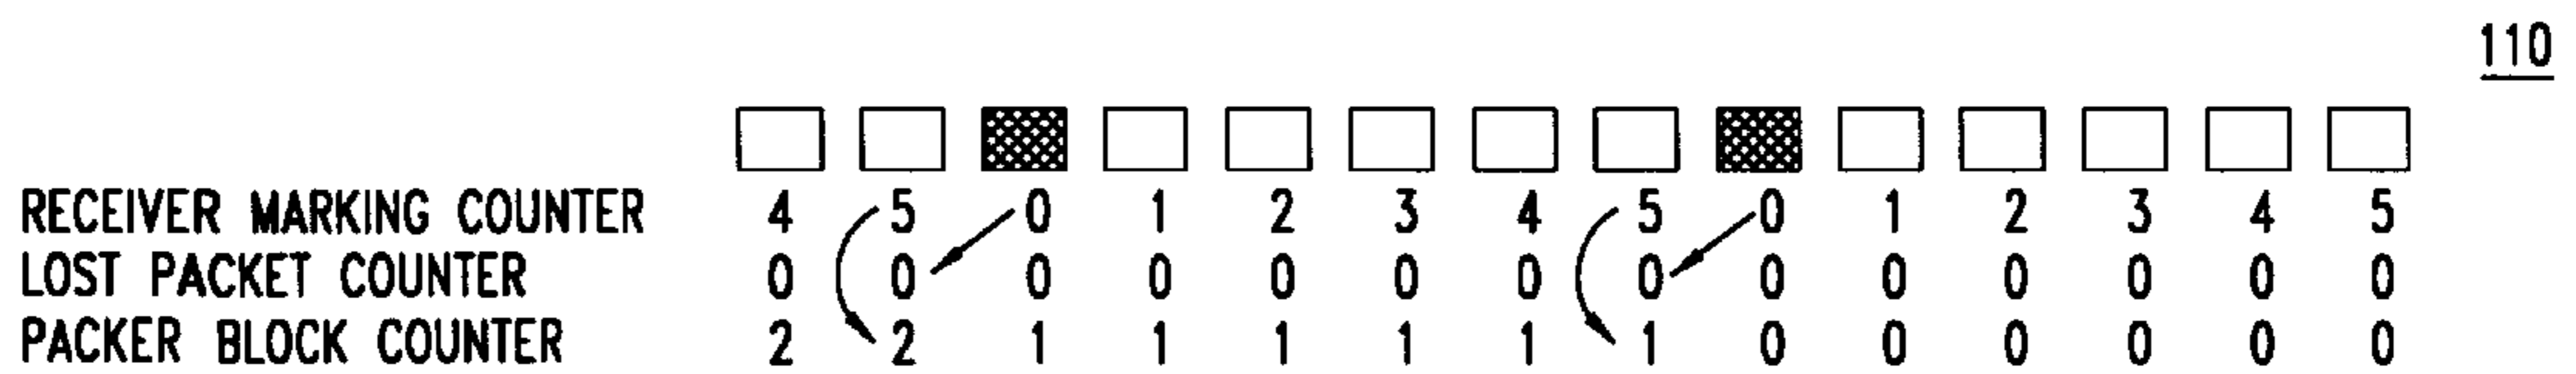 110
RECEIVER MARKING COUNTER 4 5 0 1 2 3 4 5 0 1 2 3 4 5
LOST PACKET COUNTER 0 0 0 0 0 0 0 0 0 0 0 0 0 0
PACKER BLOCK COUNTER 2 2 1 1 1 1 1 1 0 0 0 0 0 0